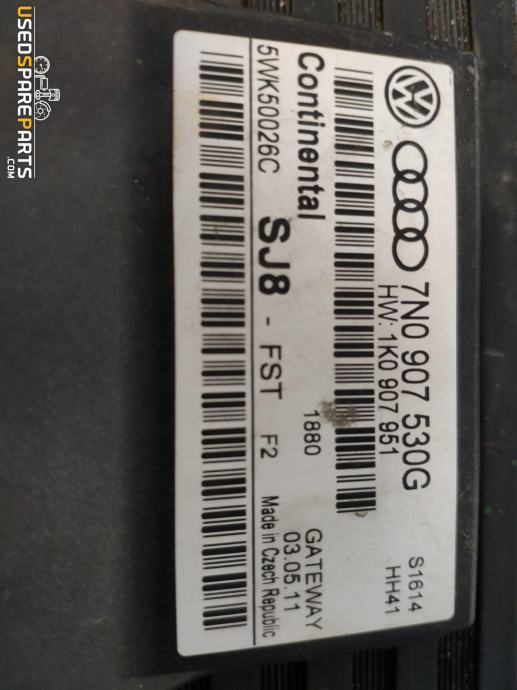 USEDSPAREPARTS
.COM
7N0 907 530G
HW: 1K0 907 951
S1614
HH41
Continental
1880
GATEWAY
03.05.11
5WK50026C
SJ8 - FST F2
Made in Czech Republic